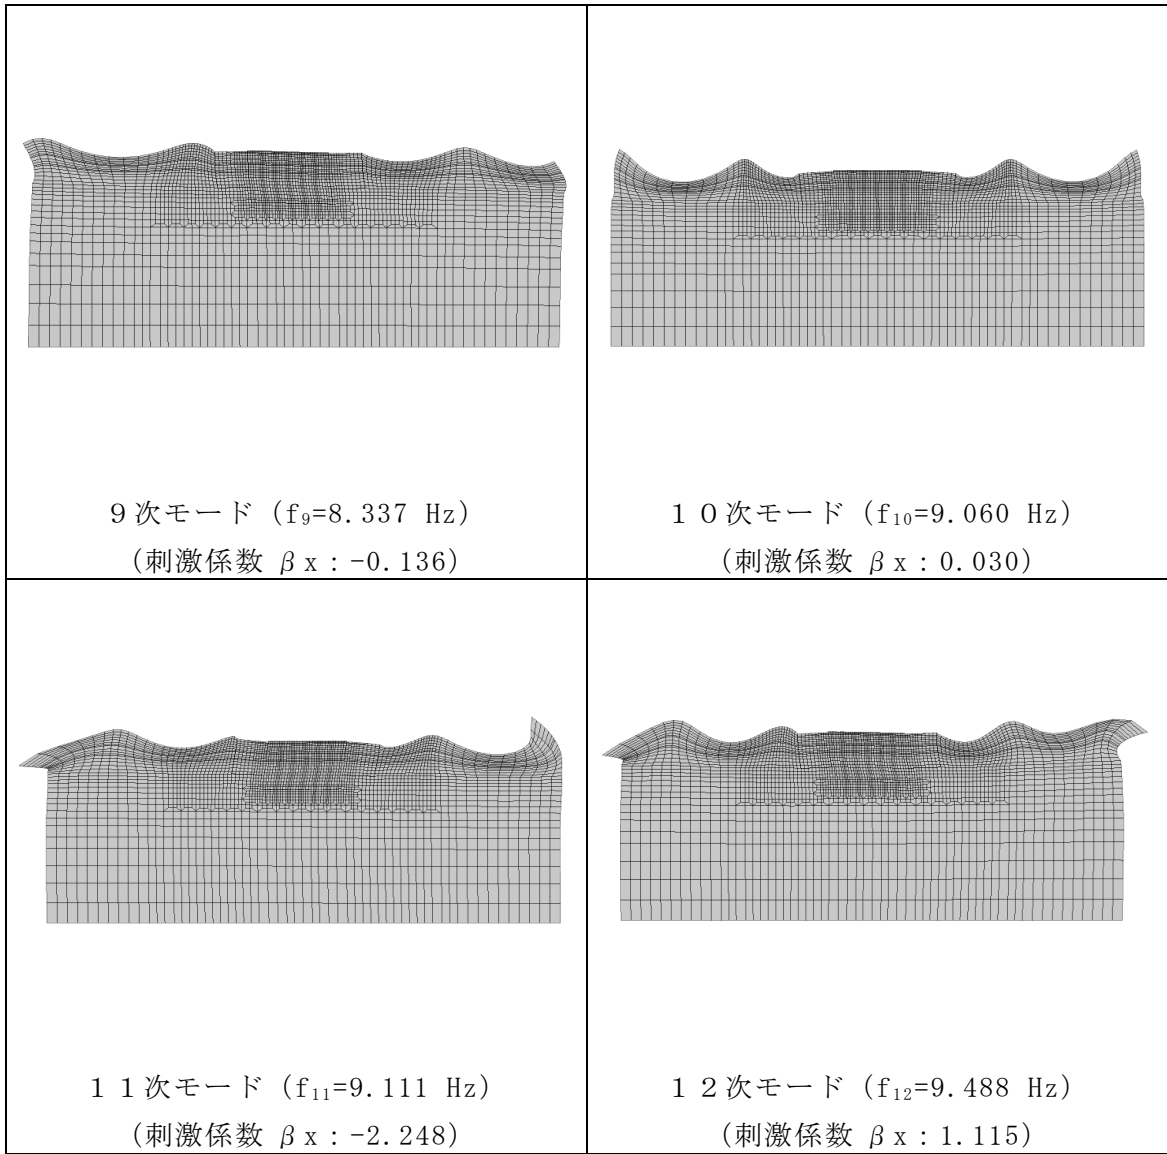 ９次モード (f₉=8.337 Hz)
(刺激係数 βx：-0.136)
１０次モード (f₁₀=9.060 Hz)
(刺激係数 βx：0.030)
１１次モード (f₁₁=9.111 Hz)
(刺激係数 βx：-2.248)
１２次モード (f₁₂=9.488 Hz)
(刺激係数 βx：1.115)